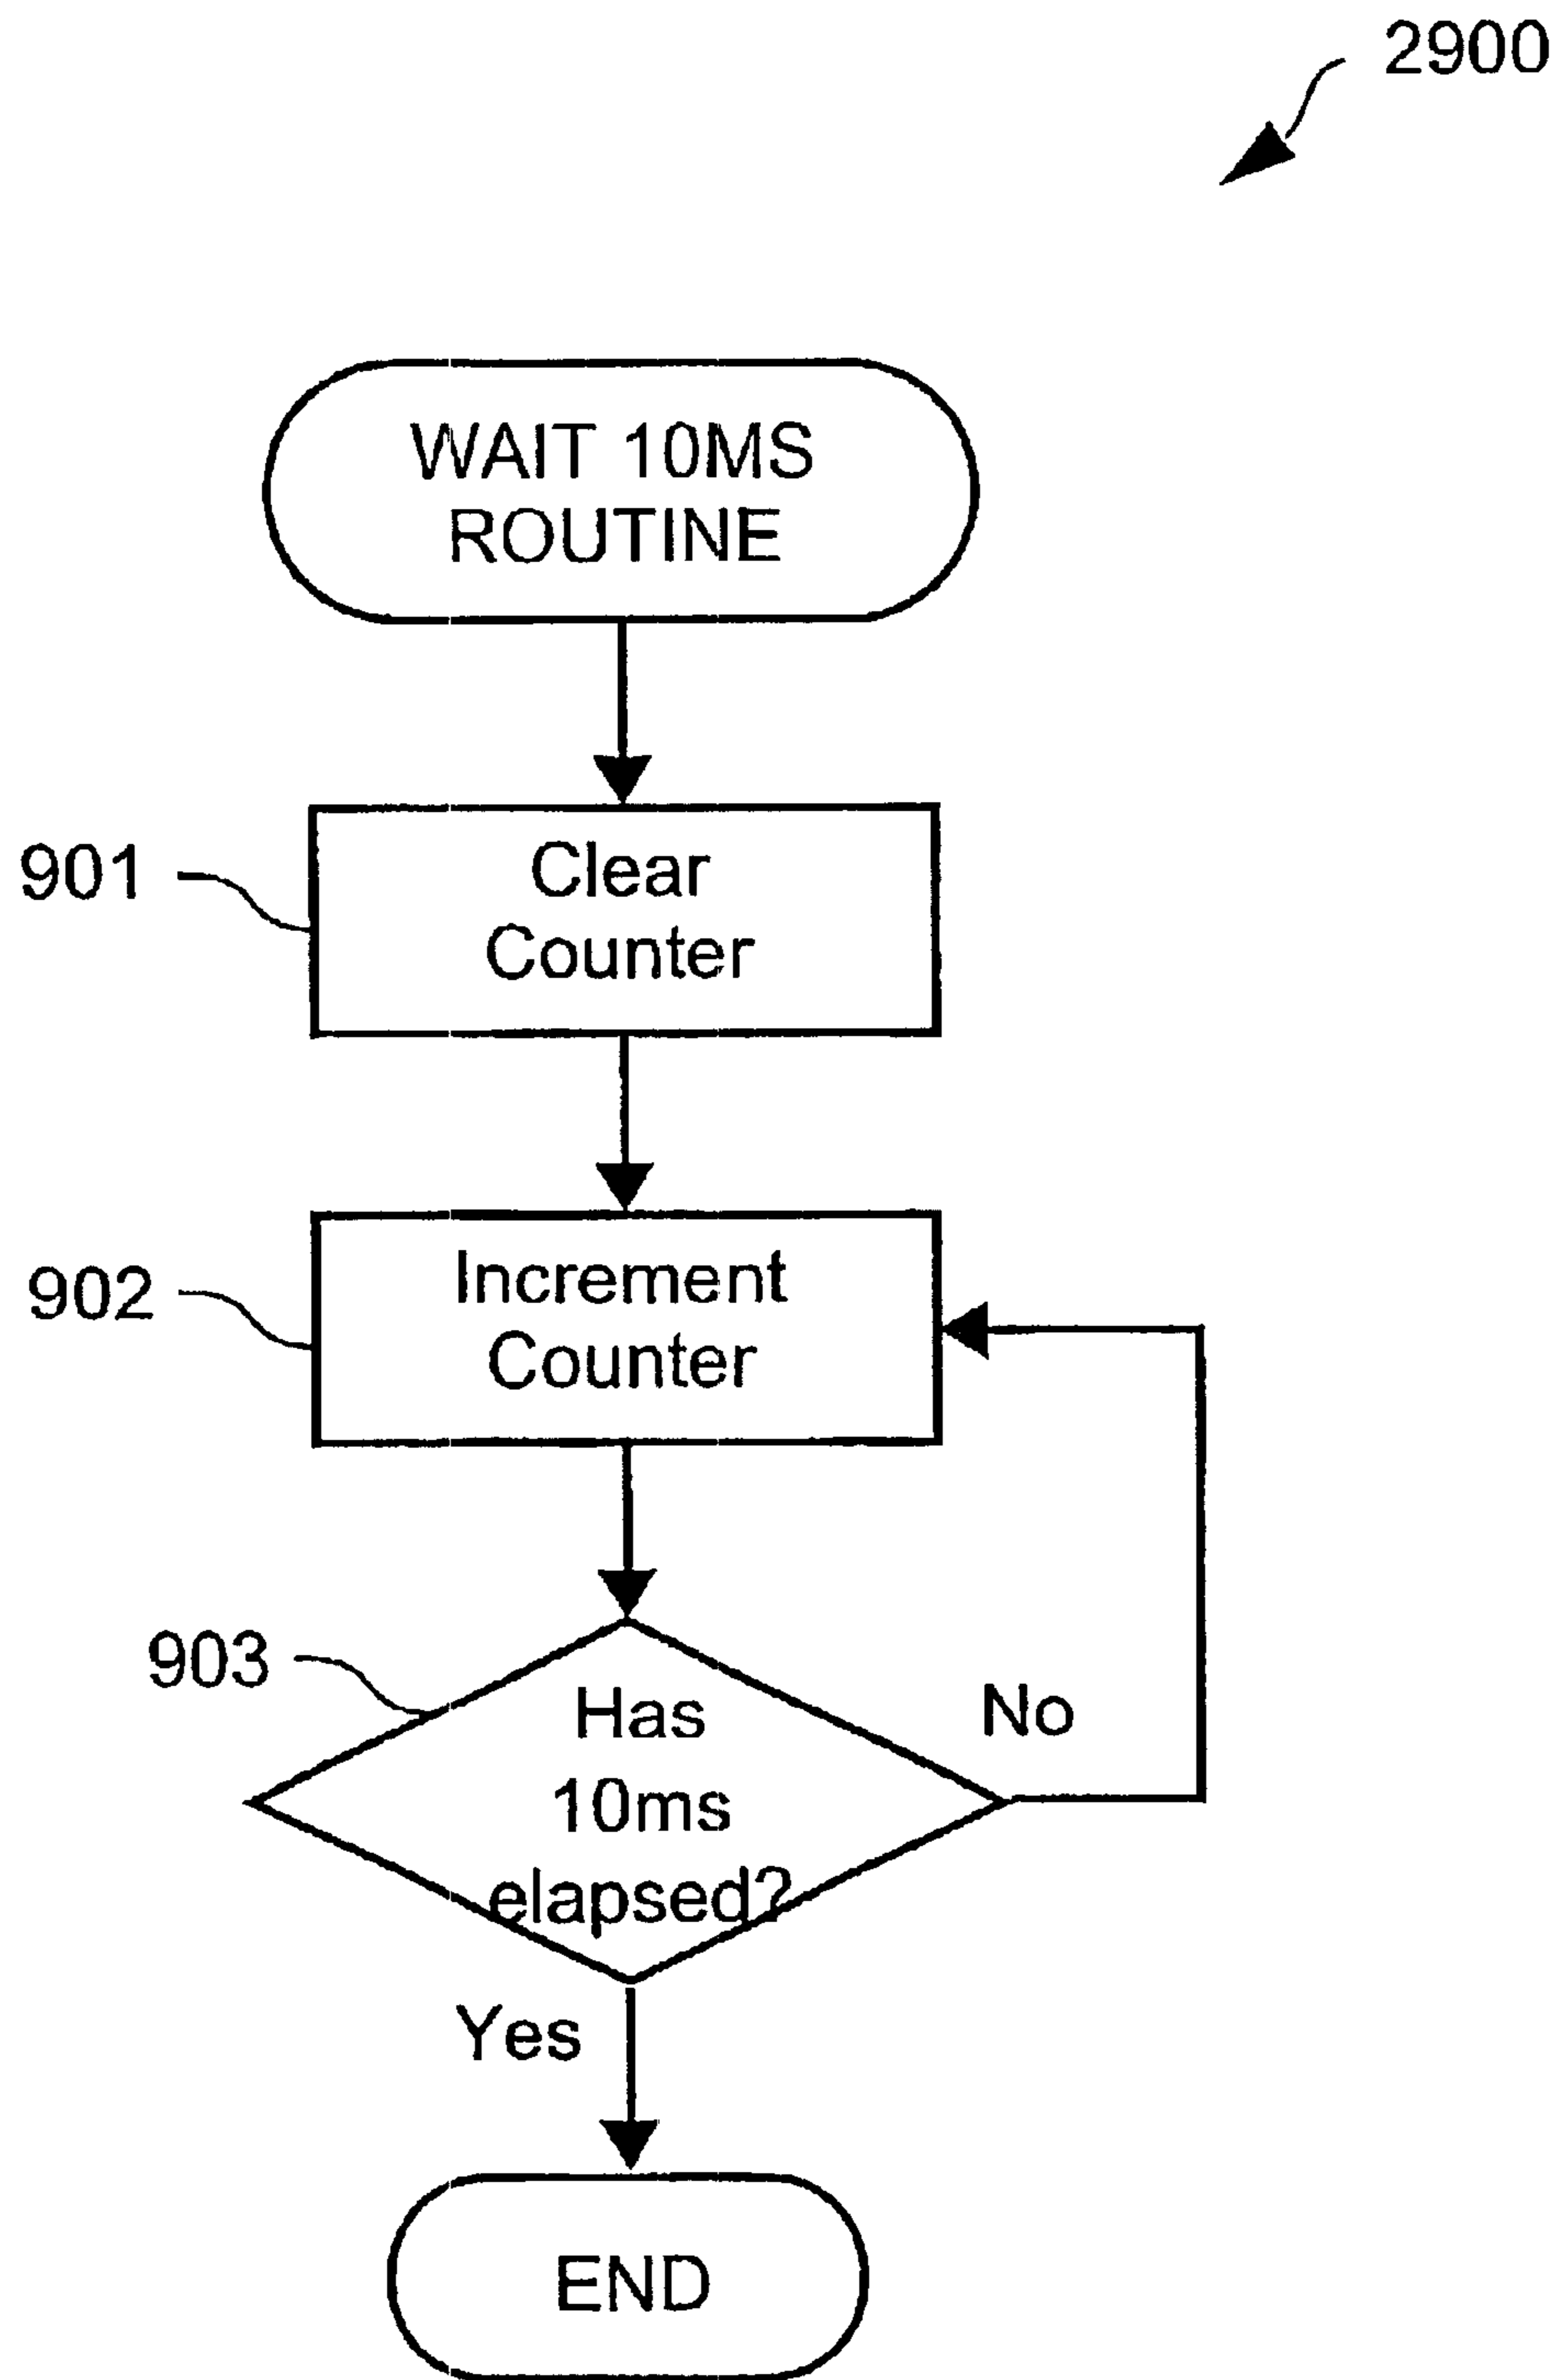 2900
WAIT 10MS
ROUTINE
901
Clear
Counter
902
Increment
Counter
903
Has
10ms
elapsed?
No
Yes
END